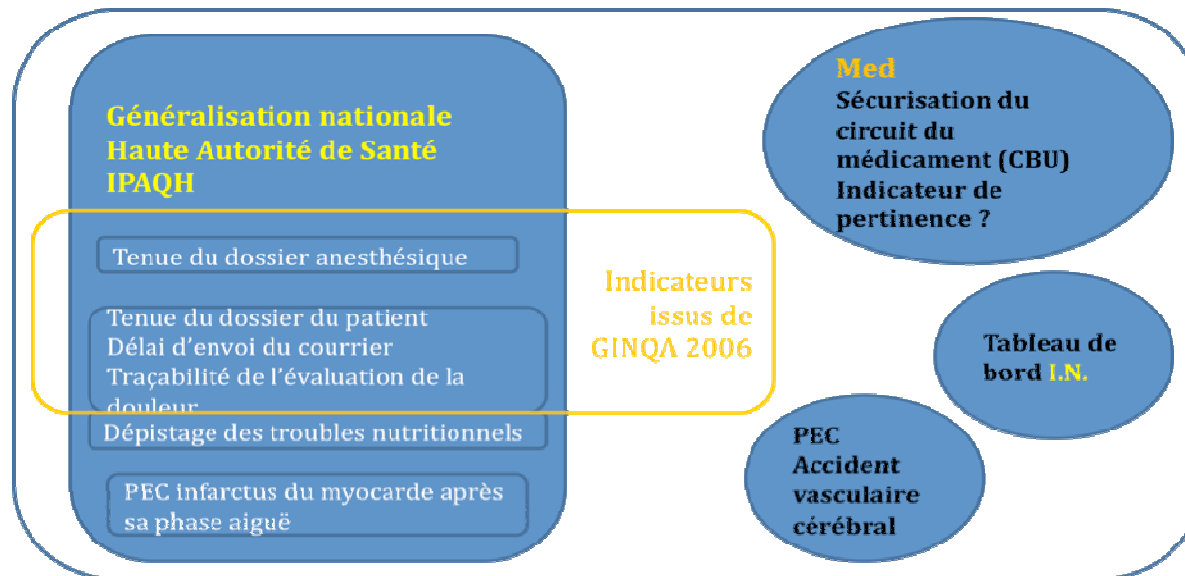 Généralisation nationale
Haute Autorité de Santé
IPAQH
Tenue du dossier anesthésique
Tenue du dossier du patient
Délai d'envoi du courrier
Traçabilité de l'évaluation de la
douleur
Dépistage des troubles nutritionnels
PEC infarctus du myocarde après
sa phase aiguë
Indicateurs
issus de
GINQA 2006
Med
Sécurisation du
circuit du
médicament (CBU)
Indicateur de
pertinence ?
Tableau de
bord I.N.
PEC
Accident
vasculaire
cérébral